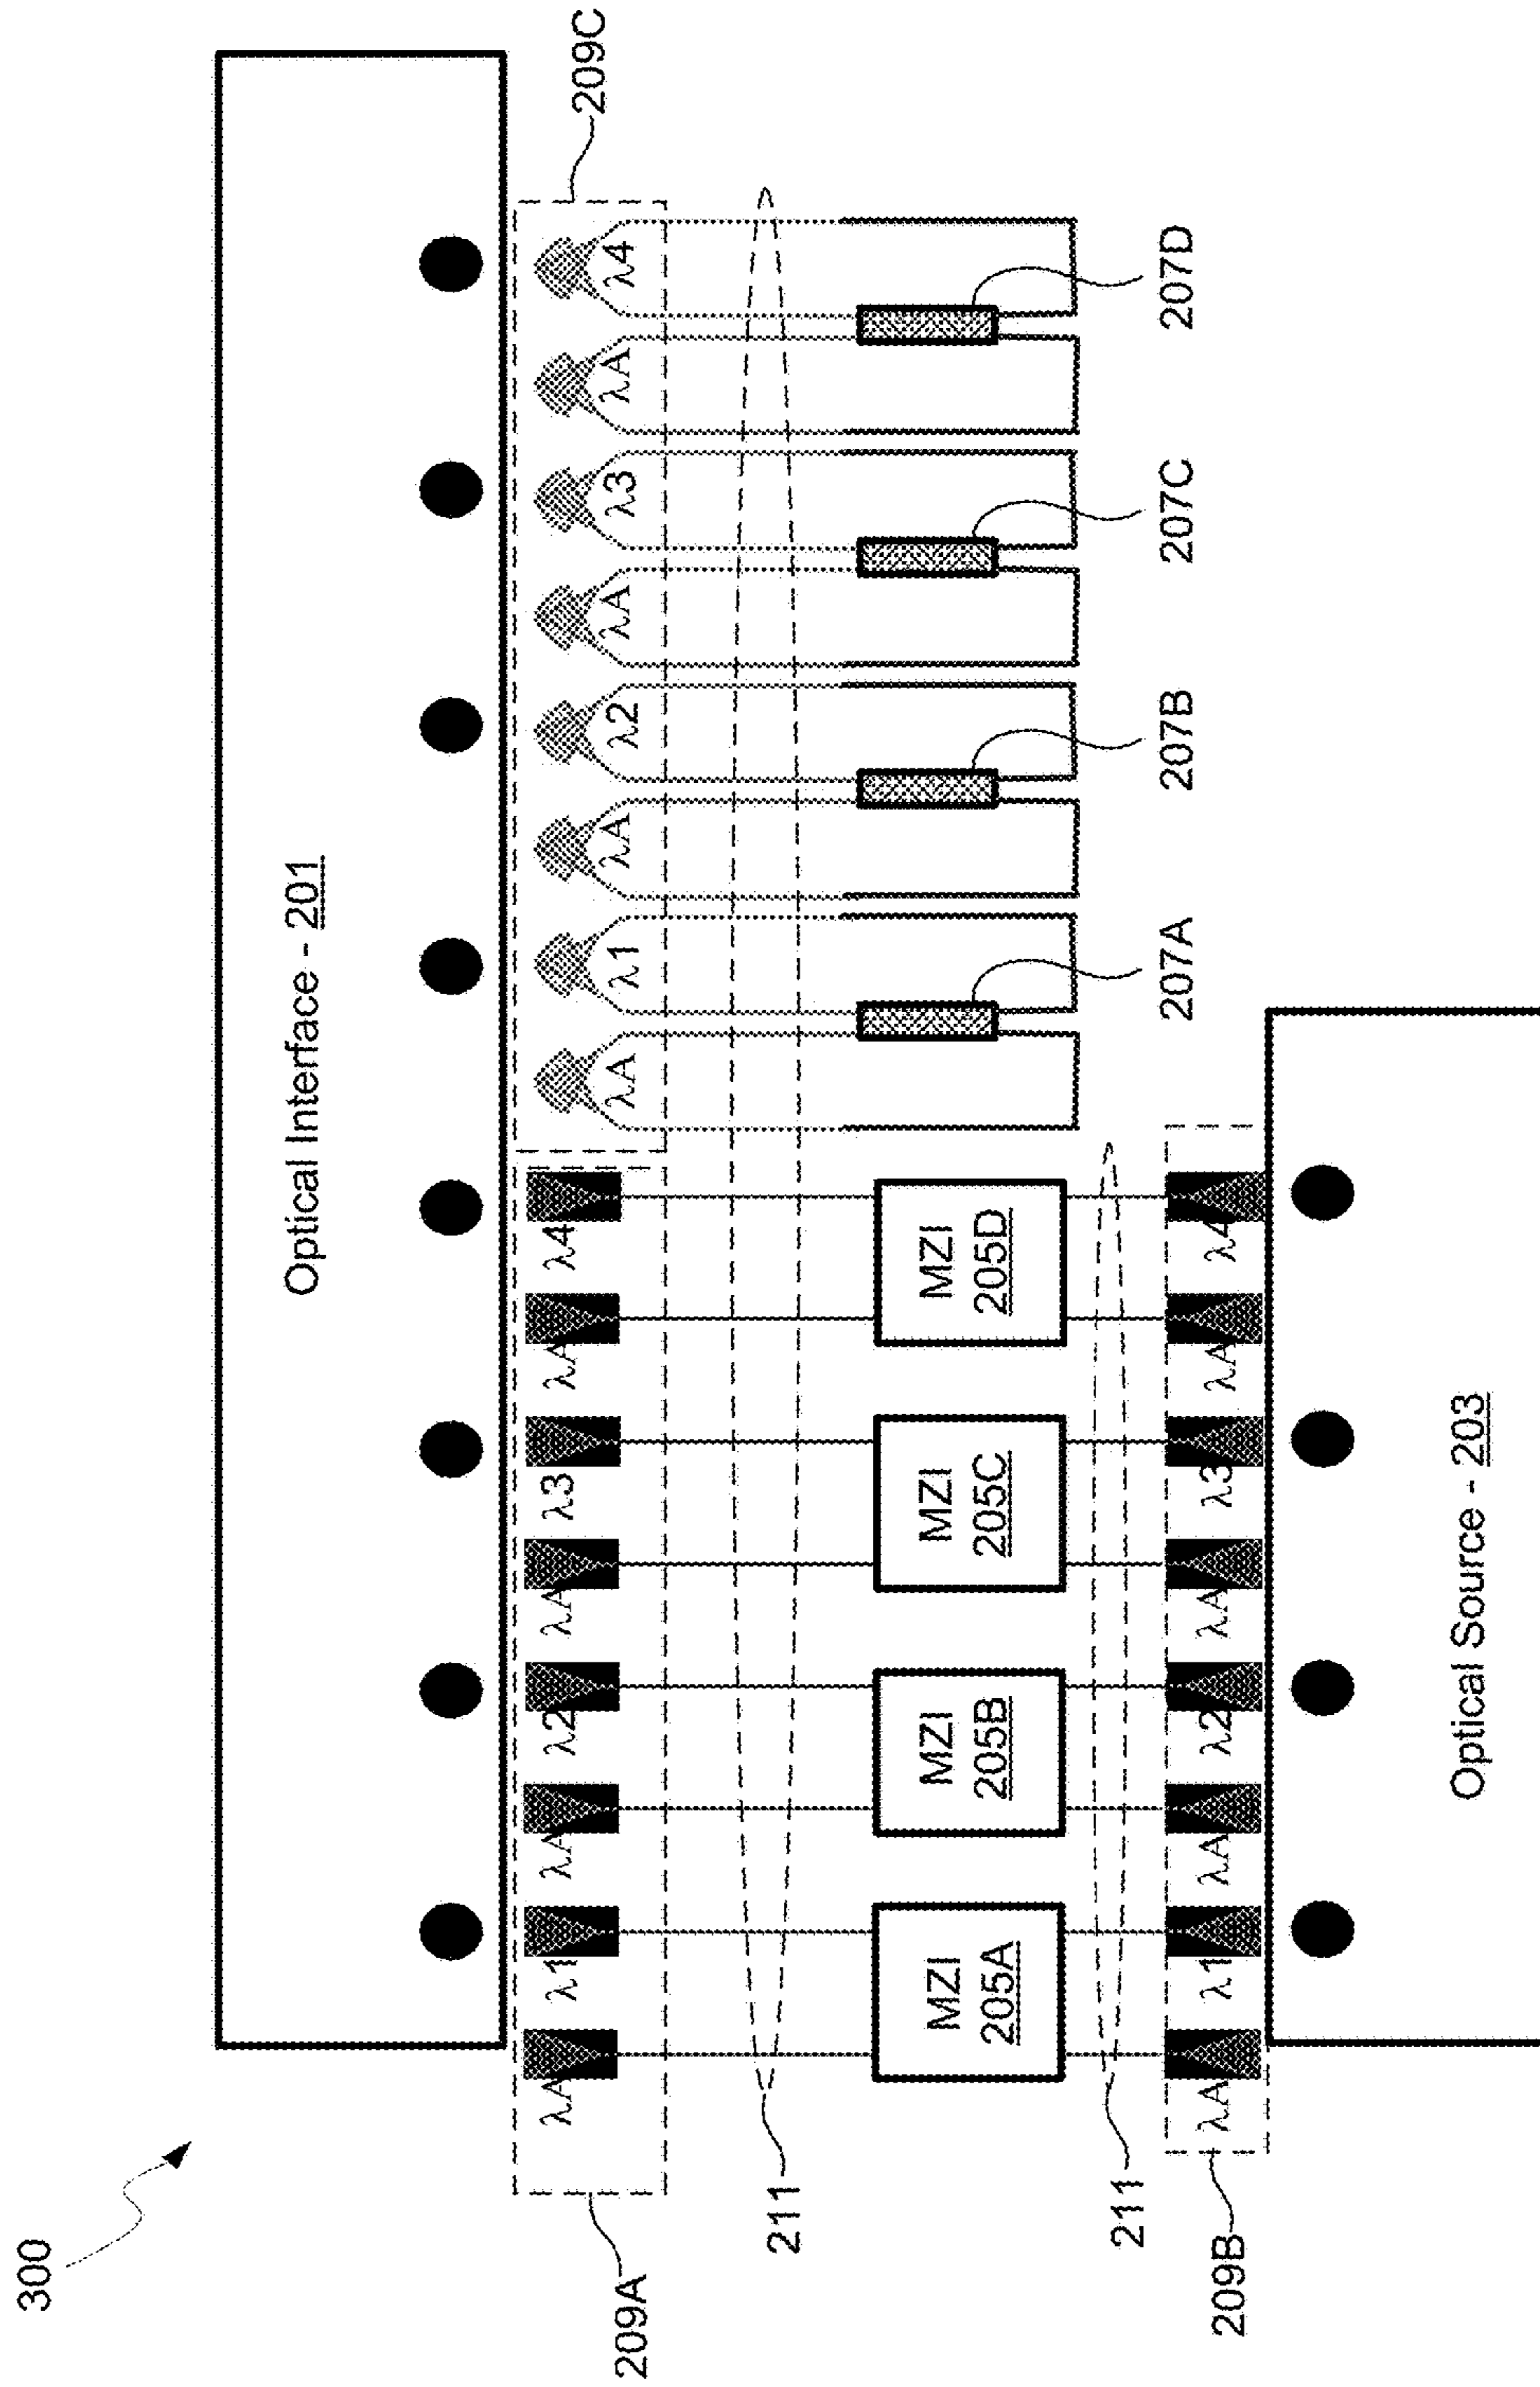 300
Optical Interface - 201
209C
λA λ1 λA λ2 λA λ3 λA λ4
λA λ1 λA λ2 λA λ3 λA λ4
209A
211
MZI
205A
MZI
205B
MZI
205C
MZI
205D
211
207A
207B
207C
207D
λA λ1 λA λ2 λA λ3 λA λ4
209B
Optical Source - 203